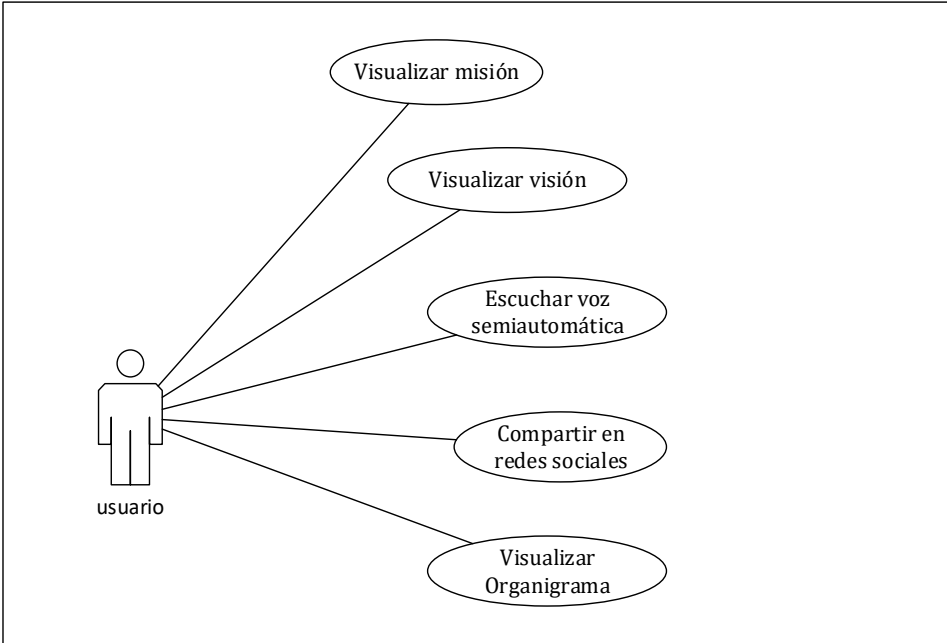 Visualizar misión
Visualizar visión
Escuchar voz
semiautomática
Compartir en
redes sociales
usuario
Visualizar
Organigrama